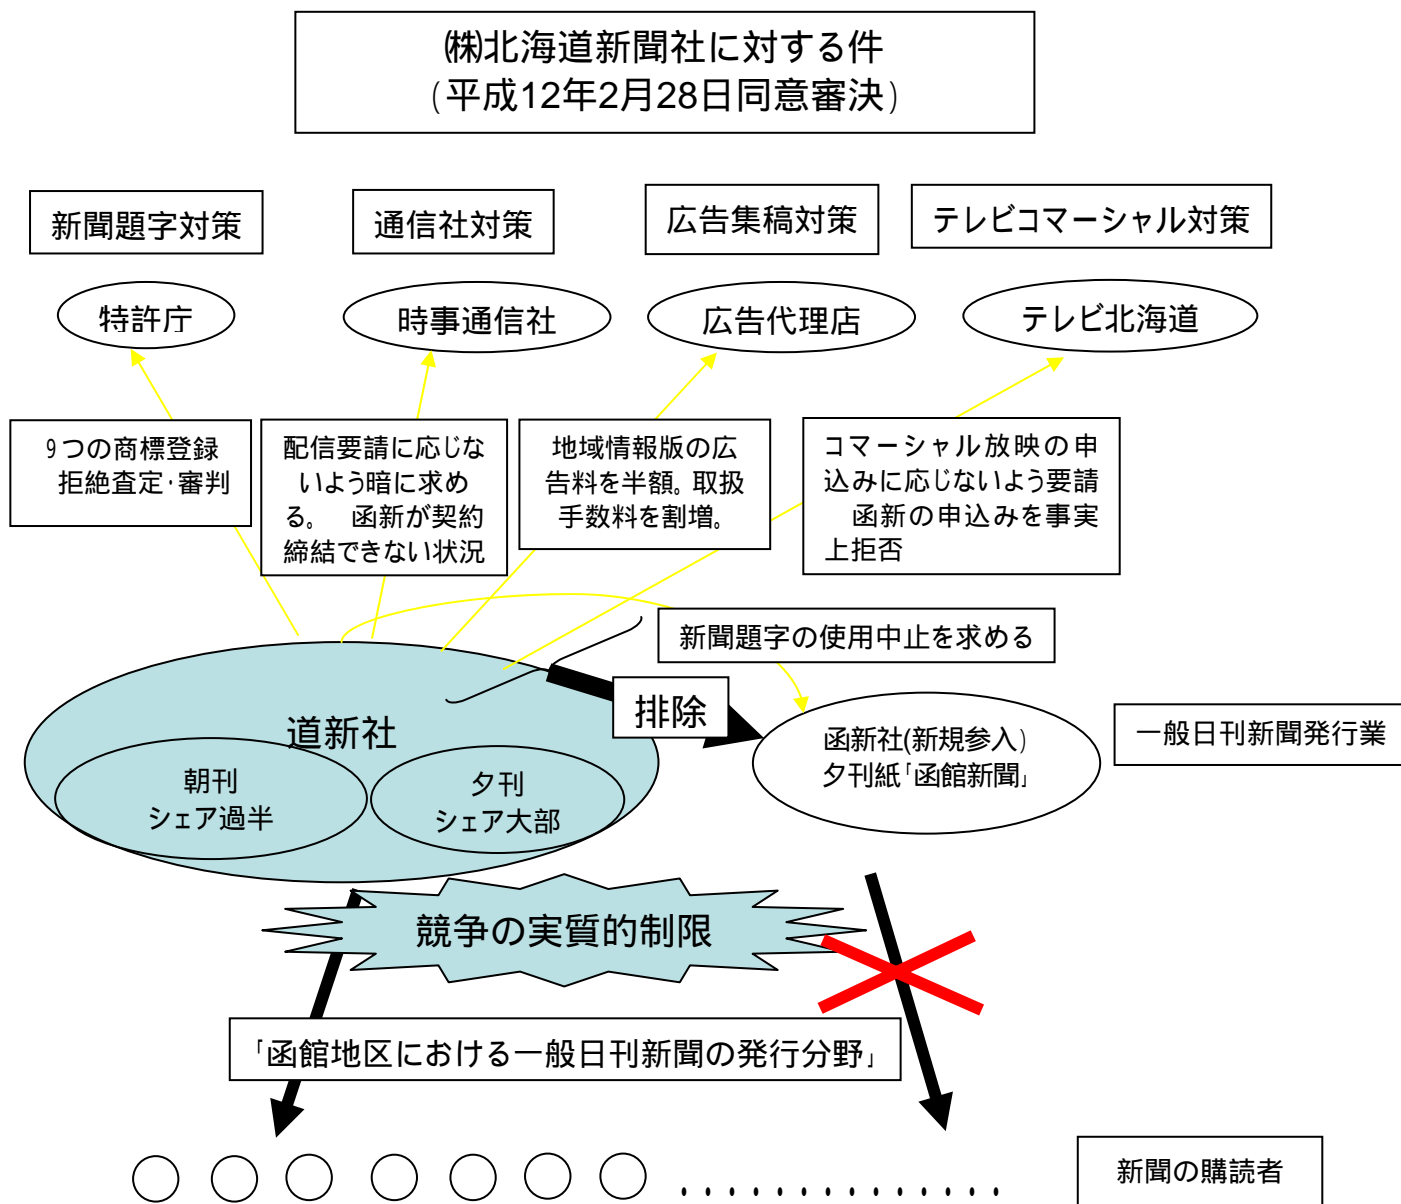 ㈱北海道新聞社に対する件
(平成12年2月28日同意審決)
新聞題字対策
通信社対策
広告集稿対策
テレビコマーシャル対策
特許庁
時事通信社
広告代理店
テレビ北海道
9つの商標登録
拒絶査定・審判
配信要請に応じな
いよう暗に求め
る。 函新が契約
締結できない状況
地域情報版の広
告料を半額。取扱
手数料を割増。
コマーシャル放映の申
込みに応じないよう要請
函新の申込みを事実
上拒否
新聞題字の使用中止を求める
排除
道新社
朝刊
シェア過半
夕刊
シェア大部
函新社(新規参入)
夕刊紙「函館新聞」
一般日刊新聞発行業
競争の実質的制限
「函館地区における一般日刊新聞の発行分野」
新聞の購読者